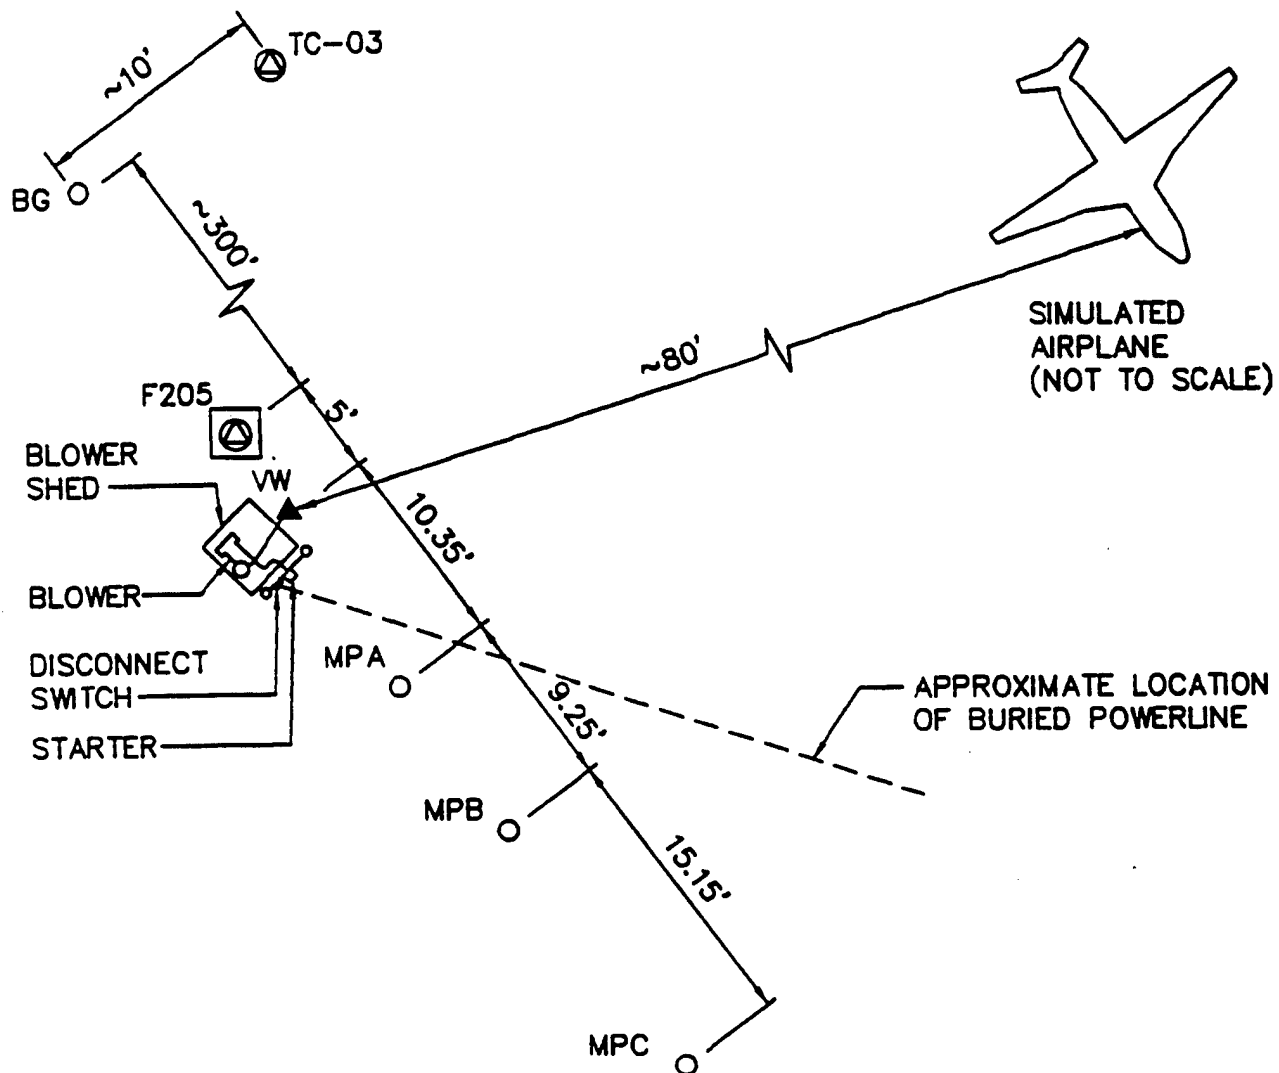 TC-03
~10'
BG
~300'
SIMULATED
AIRPLANE
(NOT TO SCALE)
~80'
F205
5'
BLOWER
SHED
VW
10.35'
BLOWER
MPA
DISCONNECT
SWITCH
9.25'
APPROXIMATE LOCATION
OF BURIED POWERLINE
STARTER
MPB
15.15'
MPC